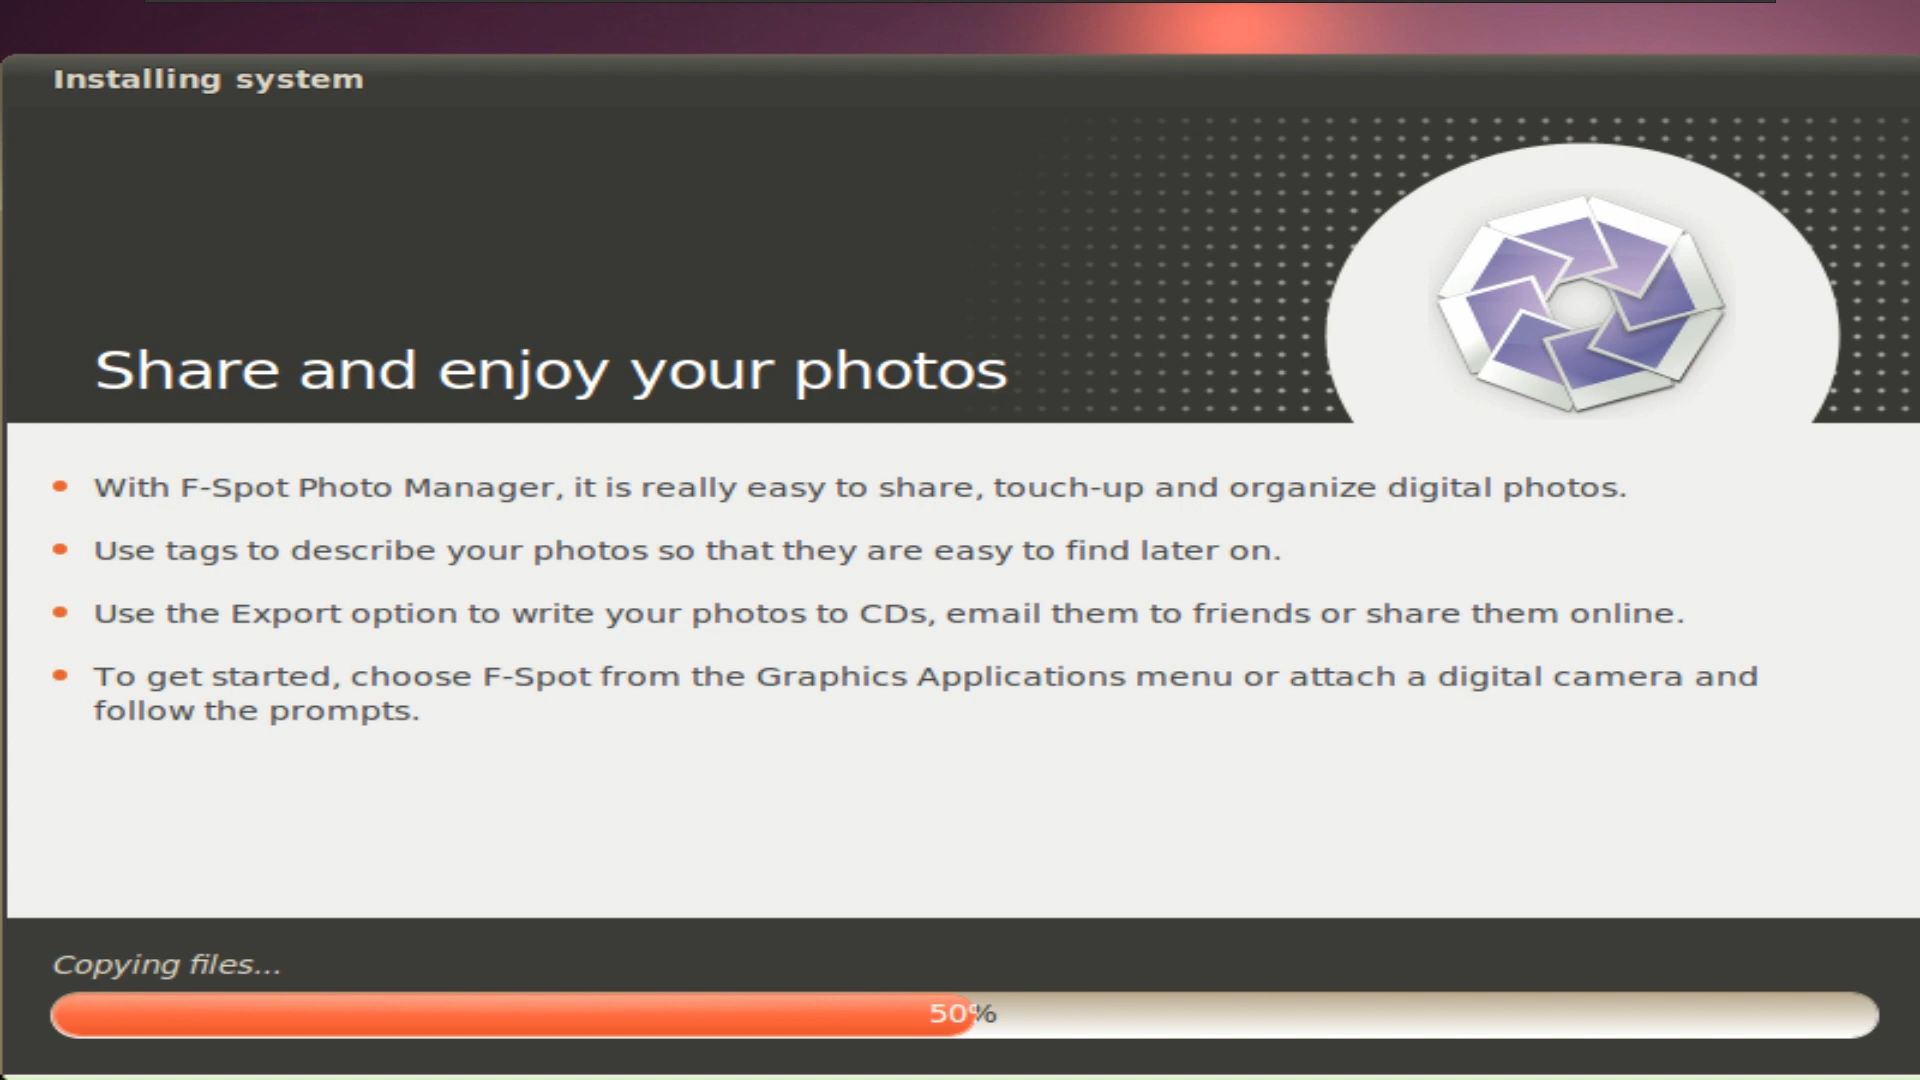 Installing system
Share and enjoy your photos
With F-Spot Photo Manager, it is really easy to share, touch-up and organize digital photos.
Use tags to describe your photos so that they are easy to find later on.
Use the Export option to write your photos to CDs, email them to friends or share them online.
To get started, choose F-Spot from the Graphics Applications menu or attach a digital camera and
follow the prompts.
Copying files...
50%